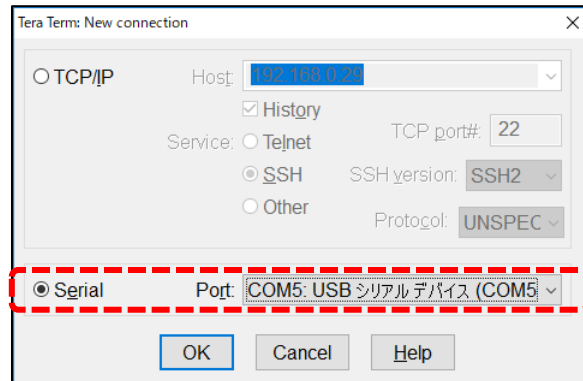 Tera Term: New connection
TCP/IP Host: 192.168.0.29
History
Service: Telnet TCP port#: 22
SSH SSH version: SSH2
Other Protocol: UNSPEC
Serial Port: COM5: USB シリアル デバイス (COM5
OK Cancel Help